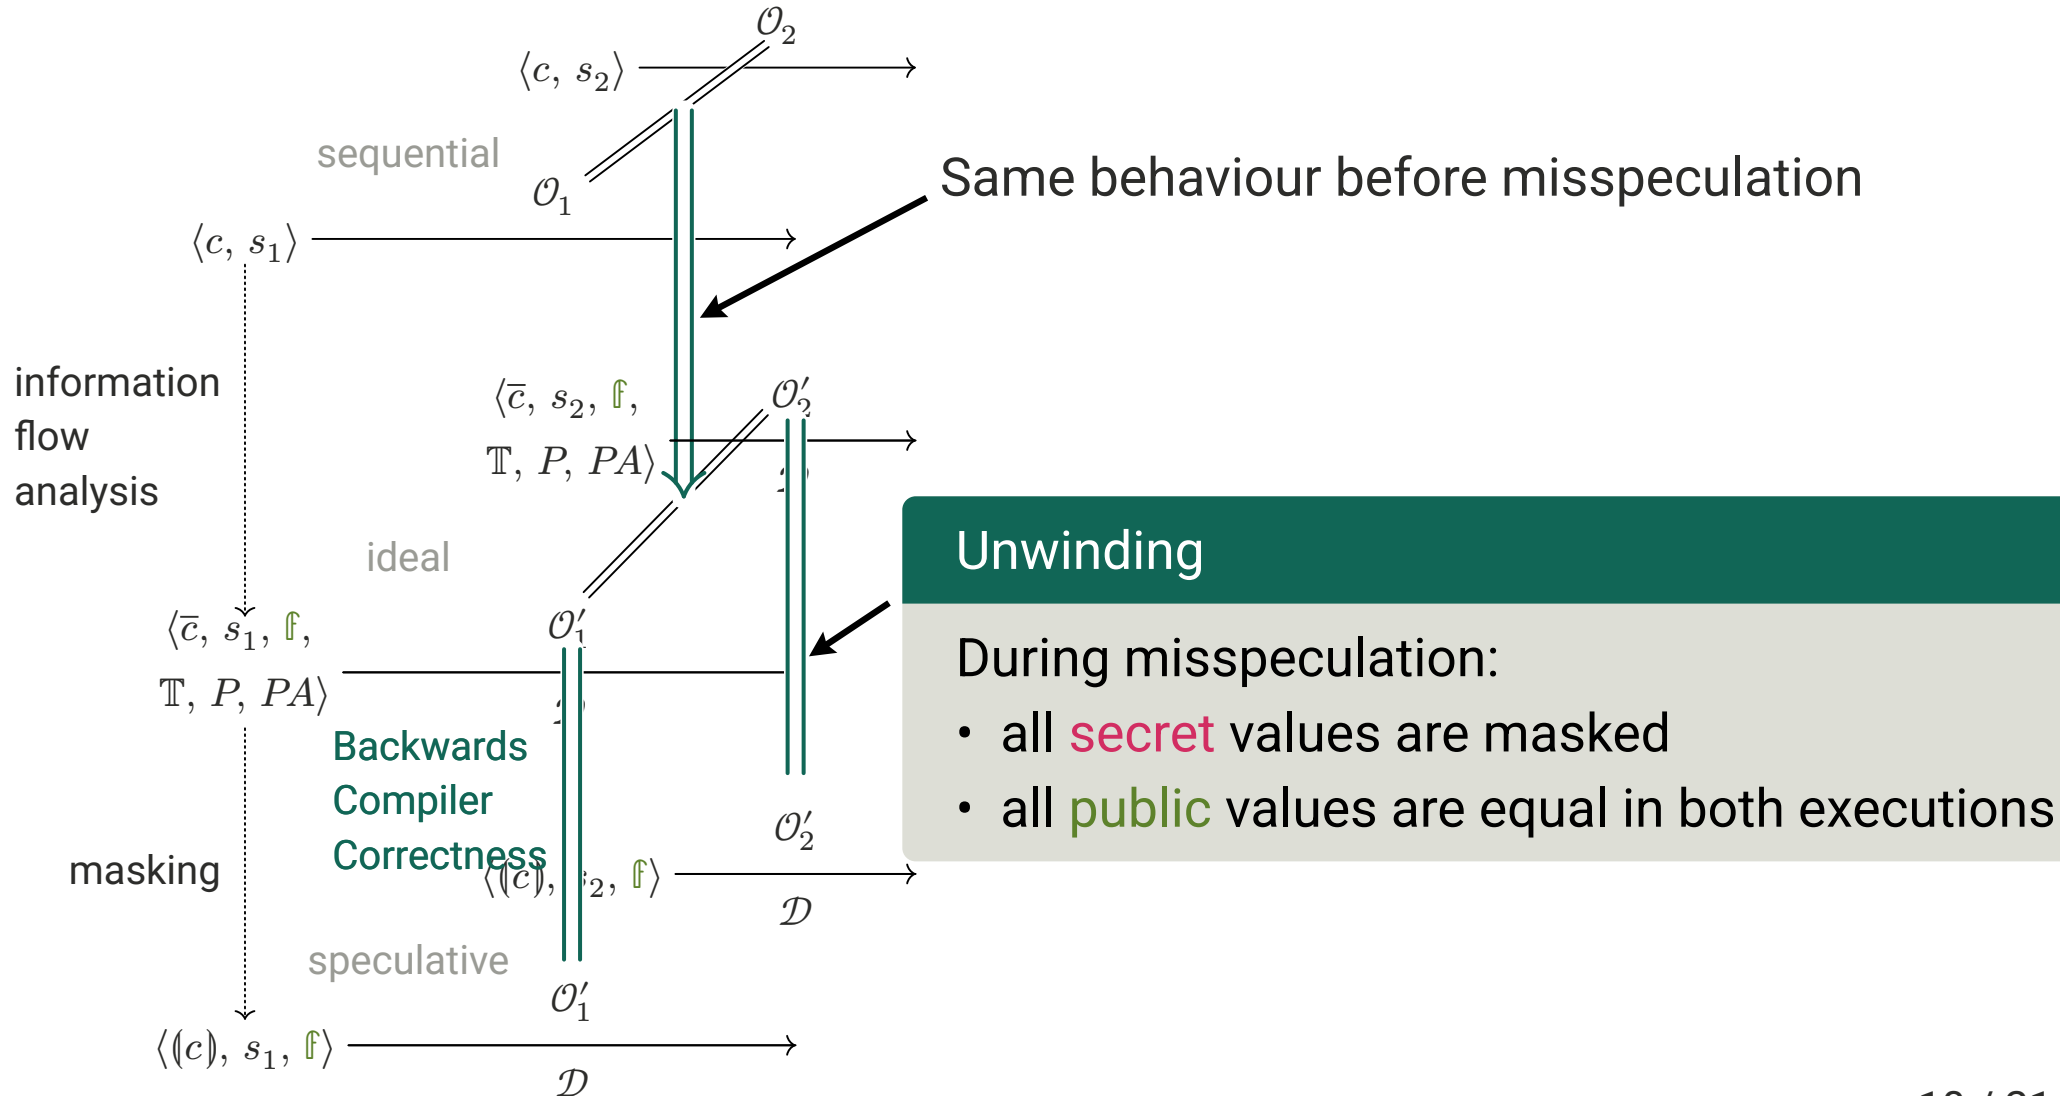 𝒪₂
⟨c, s₂⟩
sequential
𝒪₁
Same behaviour before misspeculation
⟨c, s₁⟩
information
flow
analysis
⟨c̅, s₂, 𝕗,
𝕋, P, PA⟩
𝒪′₂
ideal
Unwinding
During misspeculation:
• all secret values are masked
• all public values are equal in both executions
⟨c̅, s₁, 𝕗,
𝕋, P, PA⟩
𝒪′₁
Backwards
Compiler
Correctness
masking
𝒪′₂
⟨⦇c⦈, s₂, 𝕗⟩
𝒟
speculative
𝒪′₁
⟨⦇c⦈, s₁, 𝕗⟩
𝒟